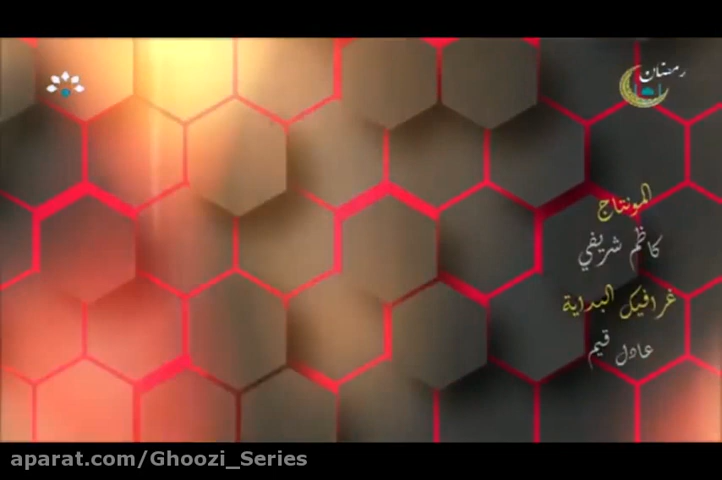 رمضان
المونتاج
كاظم شريفي
غرافيك البداية
عادل قيم
aparat.com/Ghoozi_Series